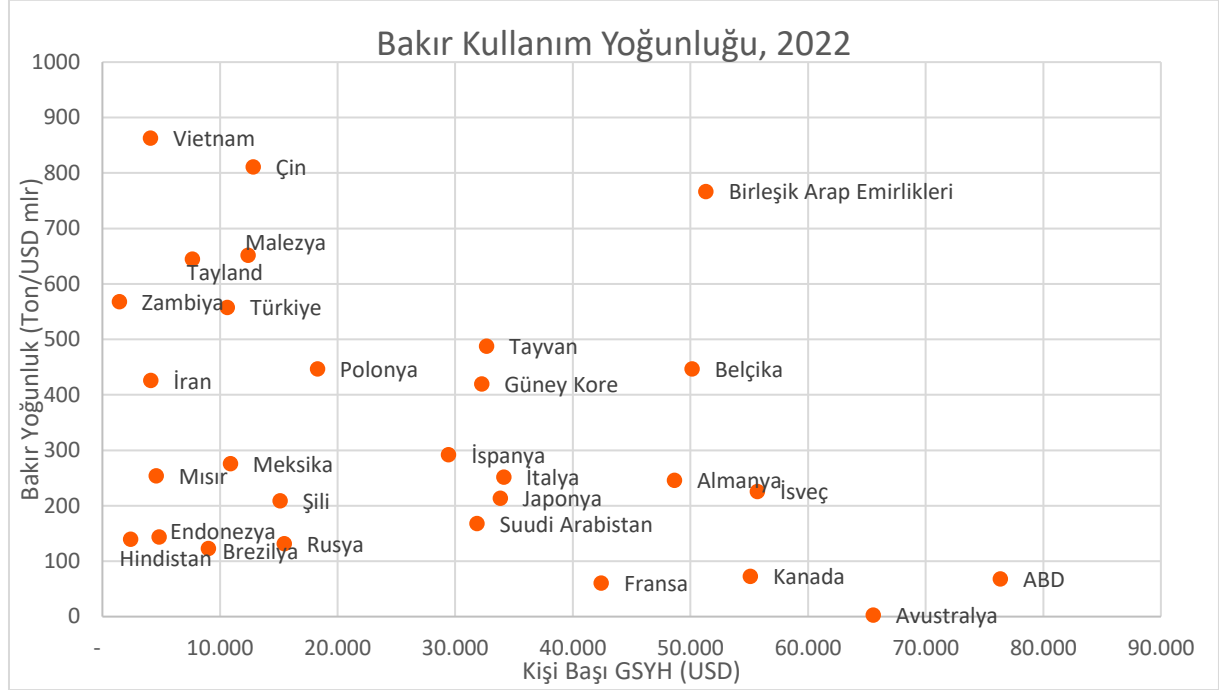 Bakır Kullanım Yoğunluğu, 2022
Bakır Yoğunluk (Ton/USD mlr)
1000
900
800
700
600
500
400
300
200
100
0
Vietnam
Çin
Birleşik Arap Emirlikleri
Malezya
Tayland
Zambiya
Türkiye
Tayvan
Polonya
Belçika
İran
Güney Kore
İspanya
Meksika
Mısır
İtalya
Almanya
İsveç
Japonya
Şili
Suudi Arabistan
Endonezya
Hindistan
Brezilya
Rusya
Fransa
Kanada
ABD
Avustralya
- 10.000 20.000 30.000 40.000 50.000 60.000 70.000 80.000 90.000
Kişi Başı GSYH (USD)